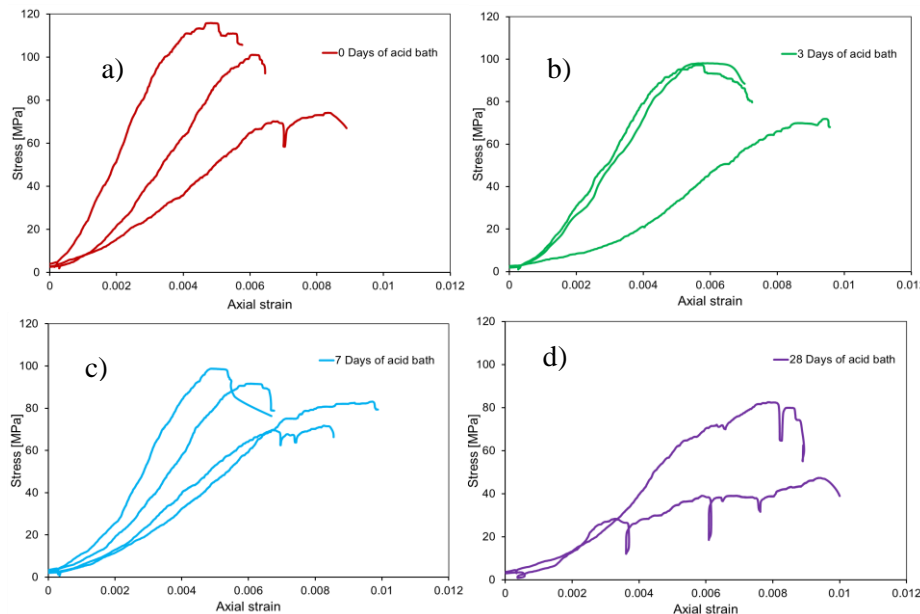 120
100
80
60
40
20
0
Stress [MPa]
a)
0 Days of acid bath
0 0.002 0.004 0.006 0.008 0.01 0.012
Axial strain
120
100
80
60
40
20
0
Stress [MPa]
b)
3 Days of acid bath
0 0.002 0.004 0.006 0.008 0.01 0.012
Axial strain
120
100
80
60
40
20
0
Stress [MPa]
c)
7 Days of acid bath
0 0.002 0.004 0.006 0.008 0.01 0.012
Axial strain
120
100
80
60
40
20
0
Stress [MPa]
d)
28 Days of acid bath
0 0.002 0.004 0.006 0.008 0.01 0.012
Axial strain